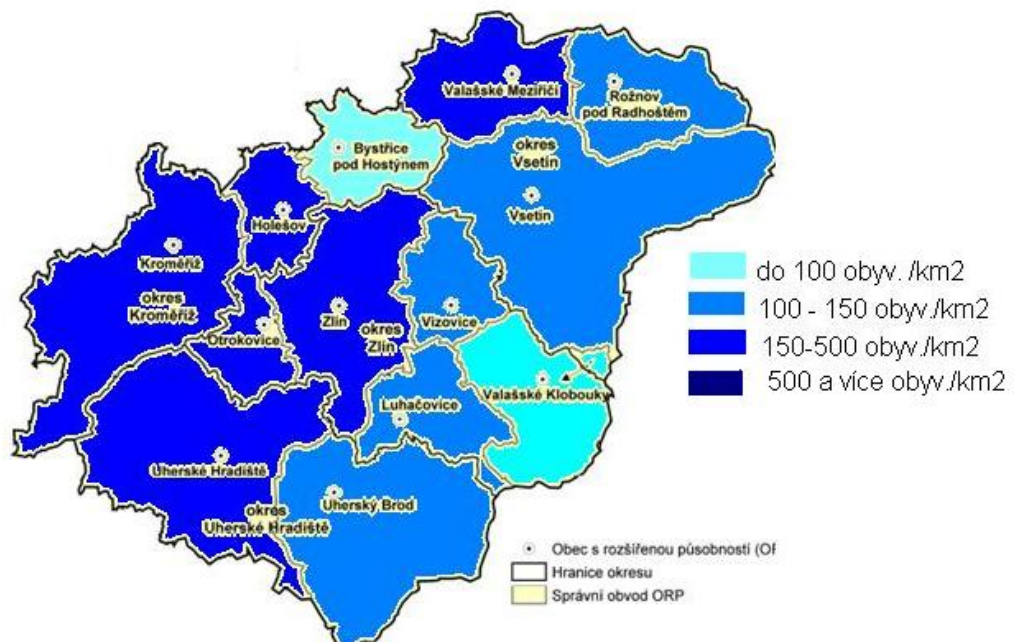 Valašské Meziříčí
Rožnov
pod Radhoštěm
Bystřice
pod Hostýnem
okres
Vsetín
Vsetín
Holešov
Kroměříž
okres
Kroměříž
Otrokovice
Zlín
okres
Zlín
Vizovice
Valašské Klobouky
Luhačovice
Uherské Hradiště
okres
Uherské Hradiště
Uherský Brod
do 100 obyv. /km2
100 - 150 obyv./km2
150-500 obyv./km2
500 a více obyv./km2
Obec s rozšířenou působností (OF
Hranice okresu
Správní obvod ORP